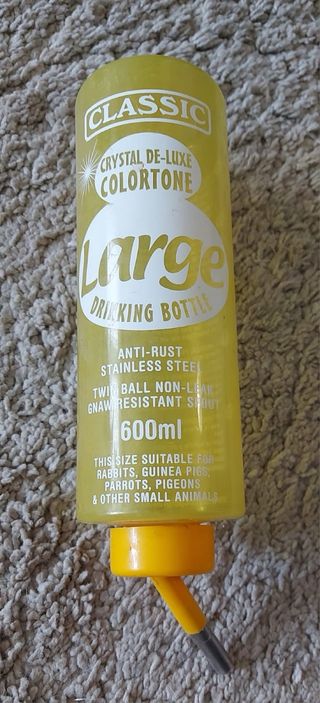 CLASSIC
CRYSTAL DE-LUXE
COLORTONE
Large
DRINKING BOTTLE
ANTI-RUST
STAINLESS STEEL
TWIN BALL NON-LEAK
GNAW RESISTANT SPOUT
600ml
THIS SIZE SUITABLE FOR
RABBITS, GUINEA PIGS,
PARROTS, PIGEONS
& OTHER SMALL ANIMALS